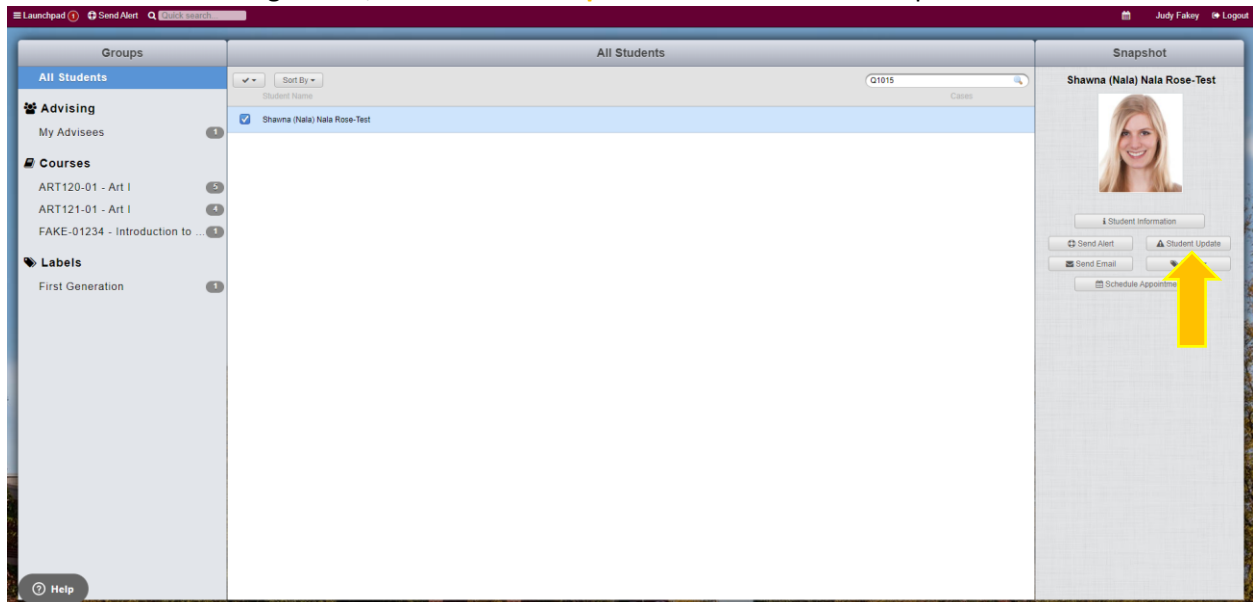 Launchpad 1 Send Alert Quick search...
Judy Fakey Logout
Groups
All Students
Advising
My Advisees 1
Courses
ART120-01 - Art I 5
ART121-01 - Art I 4
FAKE-01234 - Introduction to ... 1
Labels
First Generation 1
Help
All Students
Sort By
Q1015
Student Name
Cases
Shawna (Nala) Nala Rose-Test
Snapshot
Shawna (Nala) Nala Rose-Test
Student Information
Send Alert
Student Update
Send Email
Schedule